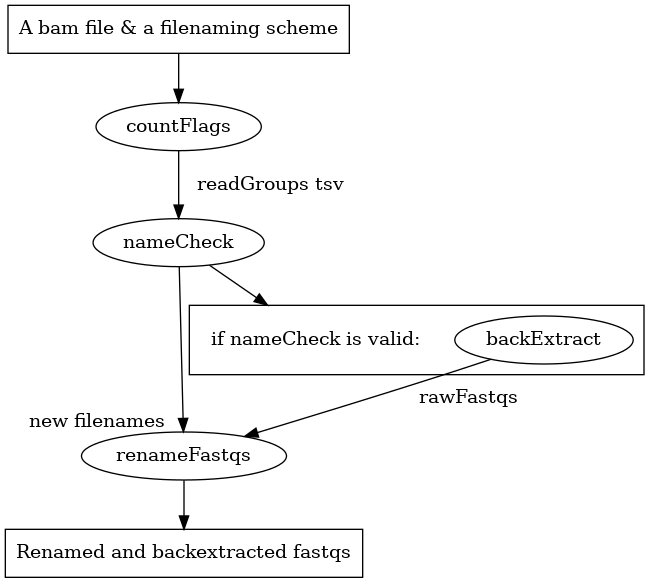 A bam file & a filenaming scheme
countFlags
readGroups tsv
nameCheck
if nameCheck is valid:
backExtract
rawFastqs
new filenames
renameFastqs
Renamed and backextracted fastqs